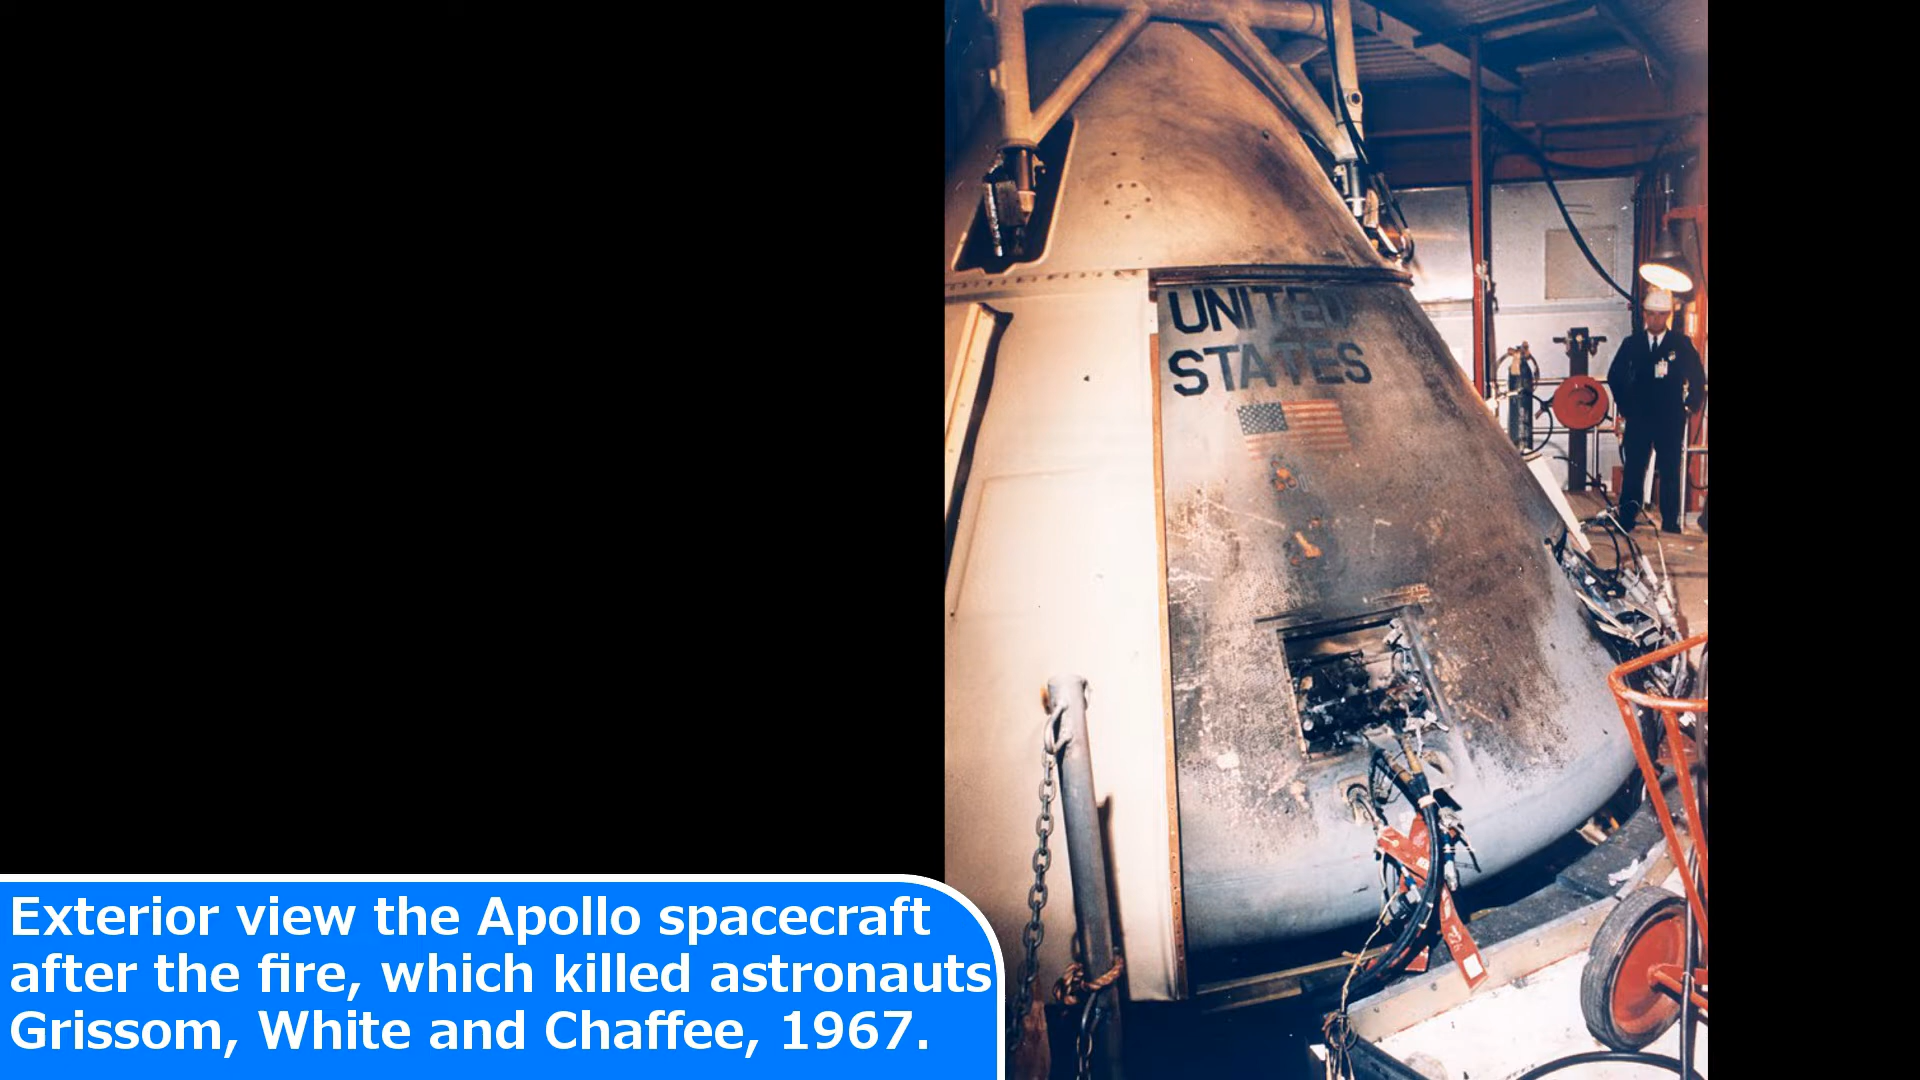 UNITED
STATES
Exterior view the Apollo spacecraft
after the fire, which killed astronauts
Grissom, White and Chaffee, 1967.